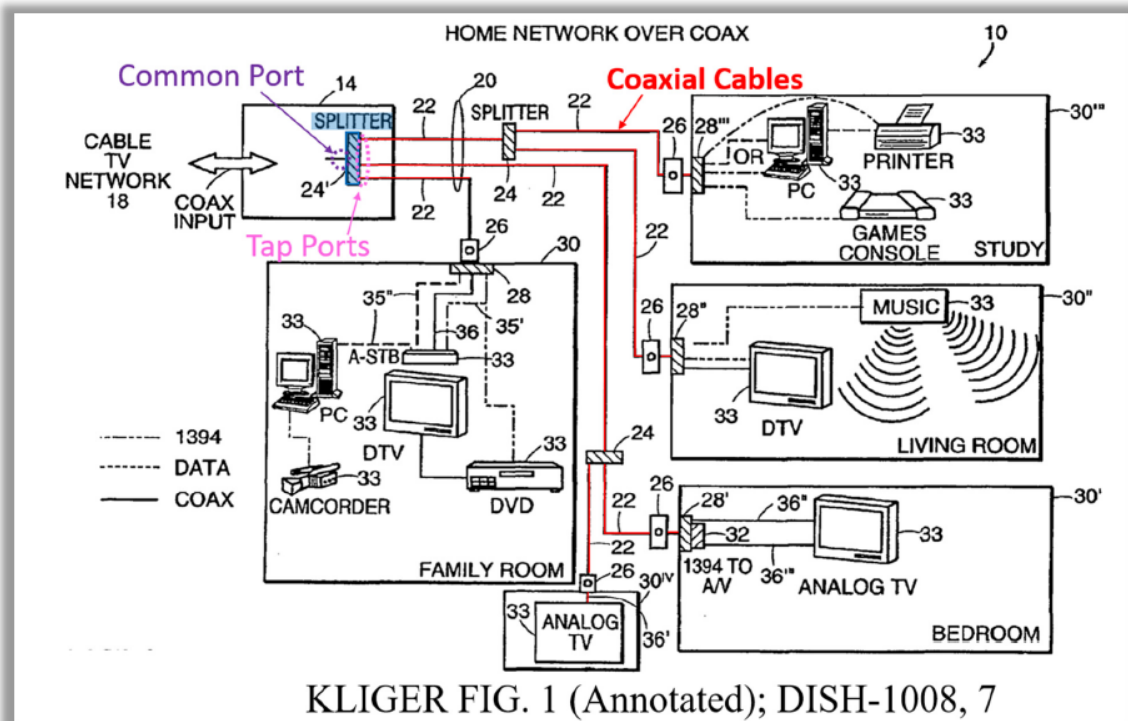 HOME NETWORK OVER COAX
10
Common Port
14
20
Coaxial Cables
SPLITTER
22
SPLITTER
22
26
28'''
30'''
OR
PC
33
PRINTER
33
33
GAMES
CONSOLE
STUDY
CABLE
TV
NETWORK
18
COAX
INPUT
24'
22
22
24
22
Tap Ports
26
30
28
35"
35'
36
33
A-STB
33
PC
33
DTV
33
DVD
33
CAMCORDER
FAMILY ROOM
1394
DATA
COAX
22
26
28"
30"
MUSIC
33
33
DTV
LIVING ROOM
24
22
22
26
28'
30'
32
36"
36'''
1394 TO
A/V
33
ANALOG TV
BEDROOM
26
30IV
33
ANALOG
TV
36'
KLIGER FIG. 1 (Annotated); DISH-1008, 7